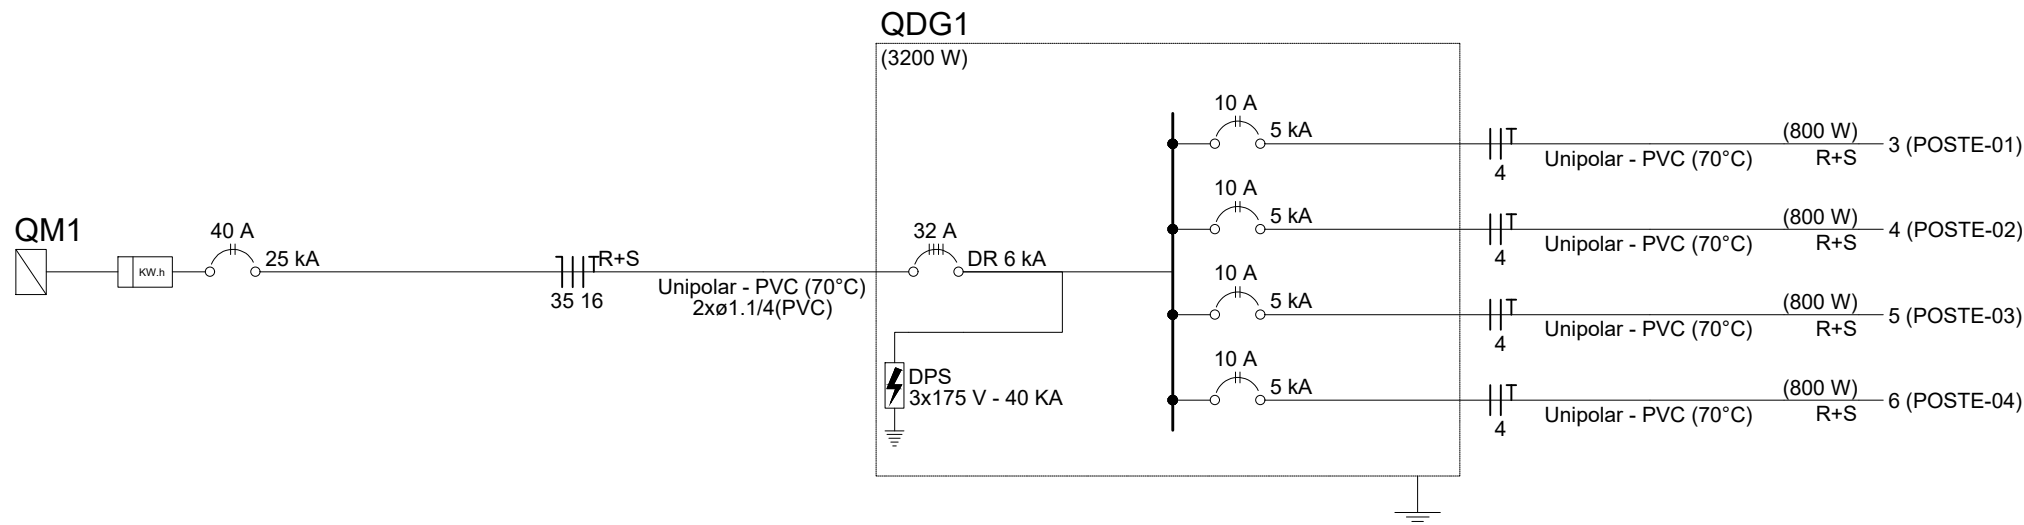 QDG1
(3200 W)
QM1
KW.h
40 A
25 kA
R+S
35 16
Unipolar - PVC (70°C)
2xø1.1/4(PVC)
32 A
DR 6 kA
DPS
3x175 V - 40 KA
10 A
5 kA
4
Unipolar - PVC (70°C)
(800 W)
R+S
3 (POSTE-01)
10 A
5 kA
4
Unipolar - PVC (70°C)
(800 W)
R+S
4 (POSTE-02)
10 A
5 kA
4
Unipolar - PVC (70°C)
(800 W)
R+S
5 (POSTE-03)
10 A
5 kA
4
Unipolar - PVC (70°C)
(800 W)
R+S
6 (POSTE-04)